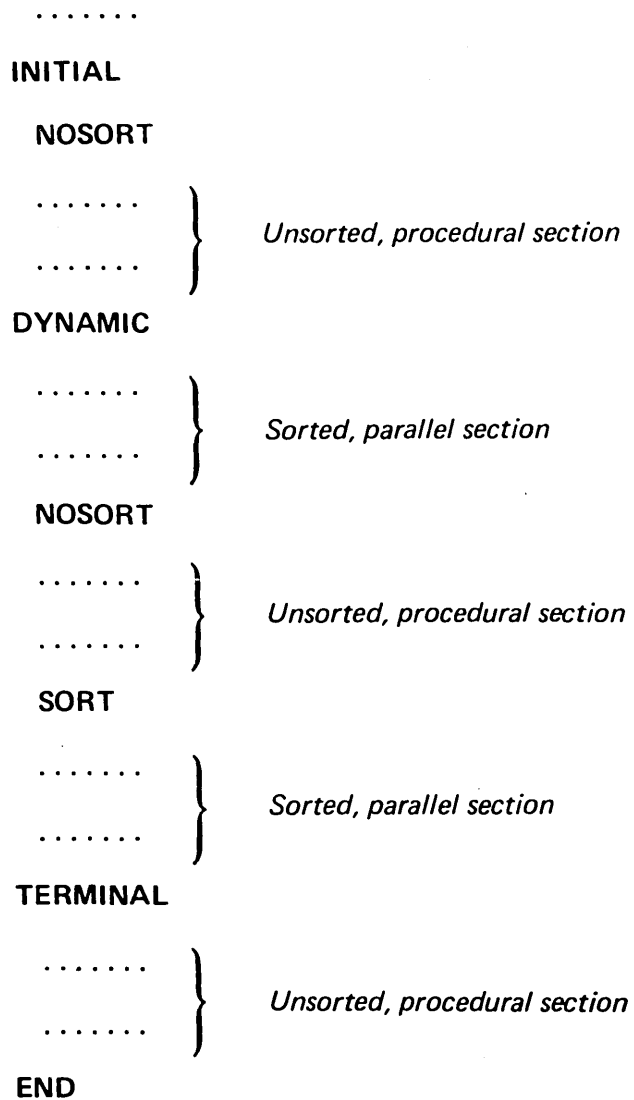 . . . . . . .
INITIAL
NOSORT
. . . . . . .
Unsorted, procedural section
. . . . . . .
DYNAMIC
. . . . . . .
Sorted, parallel section
. . . . . . .
NOSORT
. . . . . . .
Unsorted, procedural section
. . . . . . .
SORT
. . . . . . .
Sorted, parallel section
. . . . . . .
TERMINAL
. . . . . . .
Unsorted, procedural section
. . . . . . .
END